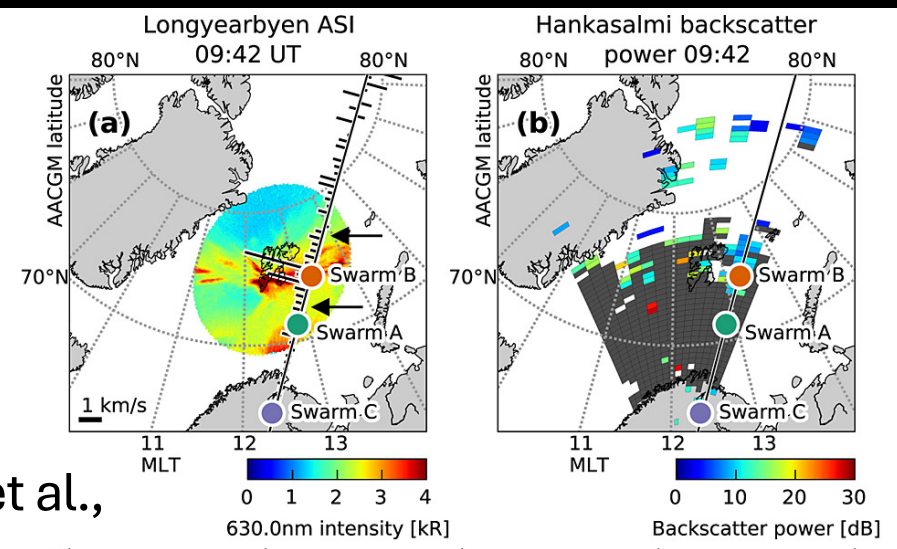 Longyearbyen ASI
09:42 UT
80°N
80°N
AACGM latitude
(a)
70°N
Swarm B
Swarm A
Swarm C
1 km/s
11
12
13
MLT
0
1
2
3
4
630.0nm intensity [kR]
Hankasalmi backscatter
power 09:42
80°N
80°N
AACGM latitude
(b)
70°N
Swarm B
Swarm A
Swarm C
11
12
13
MLT
0
10
20
30
Backscatter power [dB]
et al.,